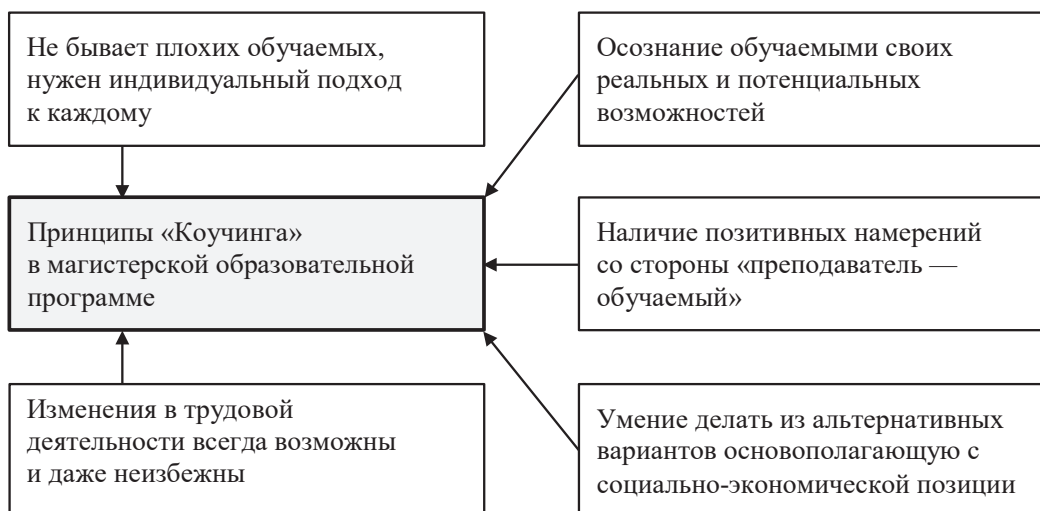 Не бывает плохих обучаемых,
нужен индивидуальный подход
к каждому
Осознание обучаемыми своих
реальных и потенциальных
возможностей
Принципы «Коучинга»
в магистерской образовательной
программе
Наличие позитивных намерений
со стороны «преподаватель —
обучаемый»
Изменения в трудовой
деятельности всегда возможны
и даже неизбежны
Умение делать из альтернативных
вариантов основополагающую с
социально-экономической позиции